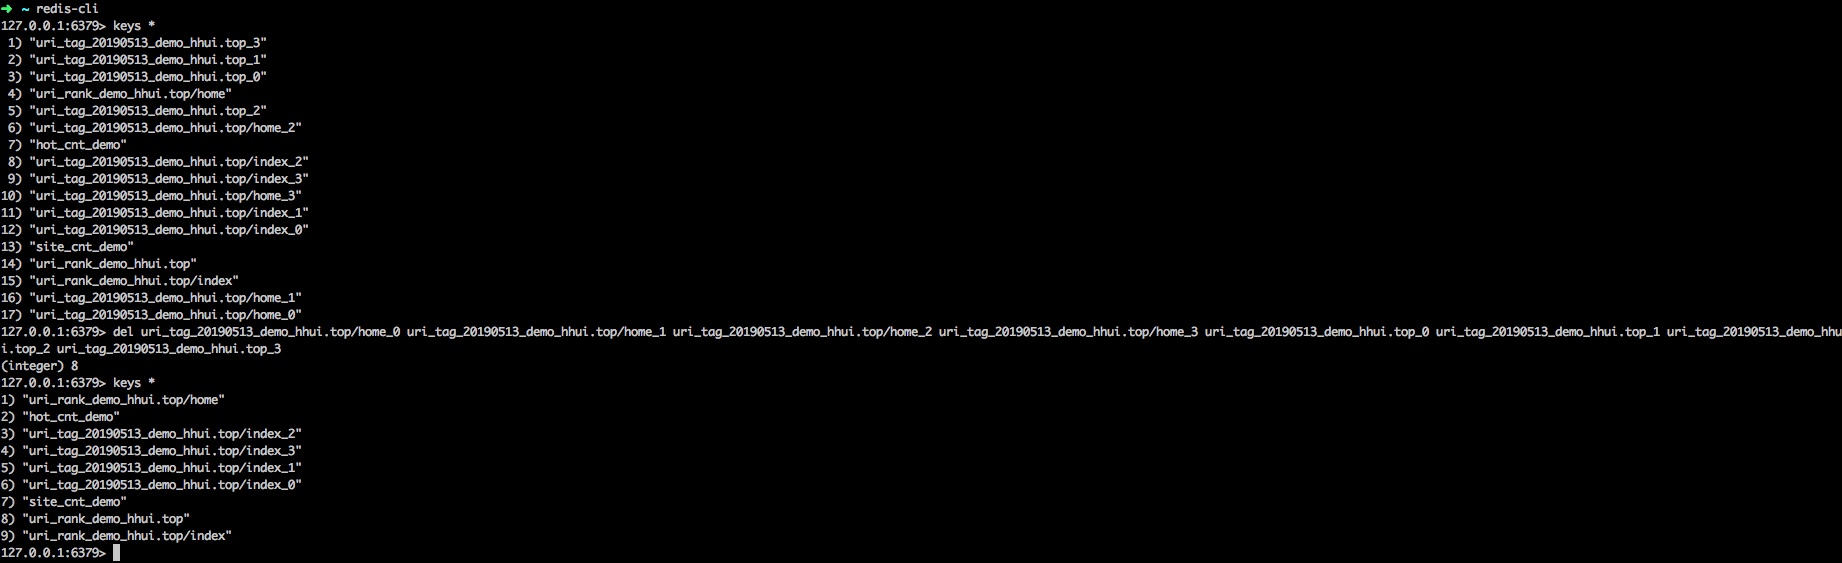 ➜ ~ redis-cli
127.0.0.1:6379> keys *
 1) "uri_tag_20190513_demo_hhui.top_3"
 2) "uri_tag_20190513_demo_hhui.top_1"
 3) "uri_tag_20190513_demo_hhui.top_0"
 4) "uri_rank_demo_hhui.top/home"
 5) "uri_tag_20190513_demo_hhui.top_2"
 6) "uri_tag_20190513_demo_hhui.top/home_2"
 7) "hot_cnt_demo"
 8) "uri_tag_20190513_demo_hhui.top/index_2"
 9) "uri_tag_20190513_demo_hhui.top/index_3"
10) "uri_tag_20190513_demo_hhui.top/home_3"
11) "uri_tag_20190513_demo_hhui.top/index_1"
12) "uri_tag_20190513_demo_hhui.top/index_0"
13) "site_cnt_demo"
14) "uri_rank_demo_hhui.top"
15) "uri_rank_demo_hhui.top/index"
16) "uri_tag_20190513_demo_hhui.top/home_1"
17) "uri_tag_20190513_demo_hhui.top/home_0"
127.0.0.1:6379> del uri_tag_20190513_demo_hhui.top/home_0 uri_tag_20190513_demo_hhui.top/home_1 uri_tag_20190513_demo_hhui.top/home_2 uri_tag_20190513_demo_hhui.top/home_3 uri_tag_20190513_demo_hhui.top_0 uri_tag_20190513_demo_hhui.top_1 uri_tag_20190513_demo_hhu
i.top_2 uri_tag_20190513_demo_hhui.top_3
(integer) 8
127.0.0.1:6379> keys *
1) "uri_rank_demo_hhui.top/home"
2) "hot_cnt_demo"
3) "uri_tag_20190513_demo_hhui.top/index_2"
4) "uri_tag_20190513_demo_hhui.top/index_3"
5) "uri_tag_20190513_demo_hhui.top/index_1"
6) "uri_tag_20190513_demo_hhui.top/index_0"
7) "site_cnt_demo"
8) "uri_rank_demo_hhui.top"
9) "uri_rank_demo_hhui.top/index"
127.0.0.1:6379>